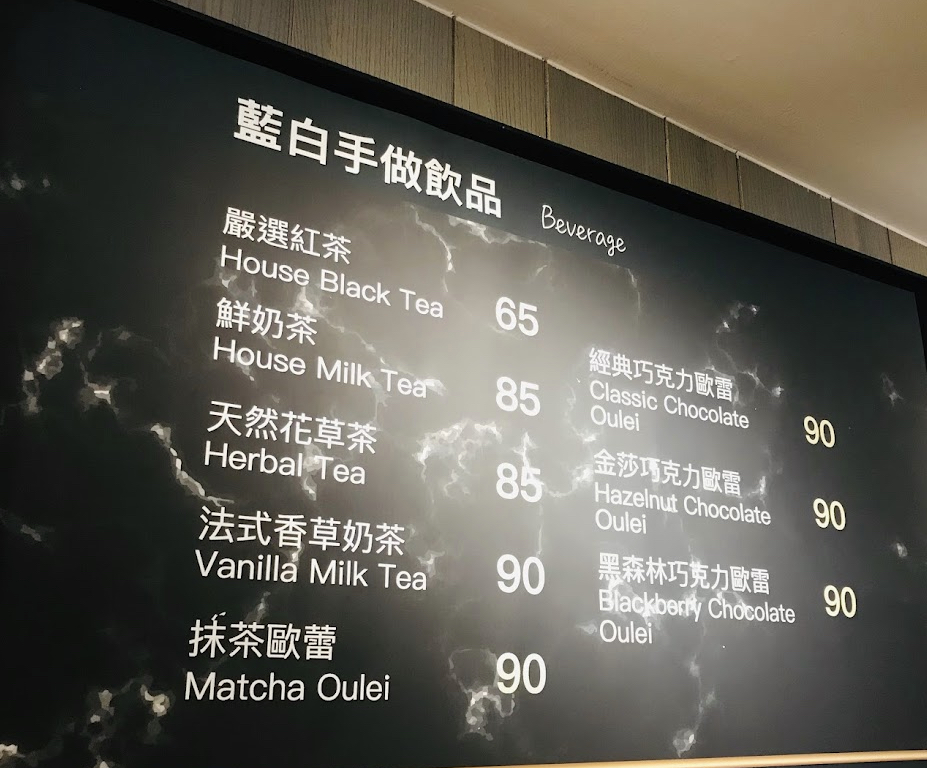 藍白手做飲品 Beverage
嚴選紅茶
House Black Tea 65
鮮奶茶
House Milk Tea 85
天然花草茶
Herbal Tea 85
法式香草奶茶
Vanilla Milk Tea 90
抹茶歐蕾
Matcha Oulei 90
經典巧克力歐雷
Classic Chocolate
Oulei 90
金莎巧克力歐雷
Hazelnut Chocolate
Oulei 90
黑森林巧克力歐雷
Blackberry Chocolate
Oulei 90